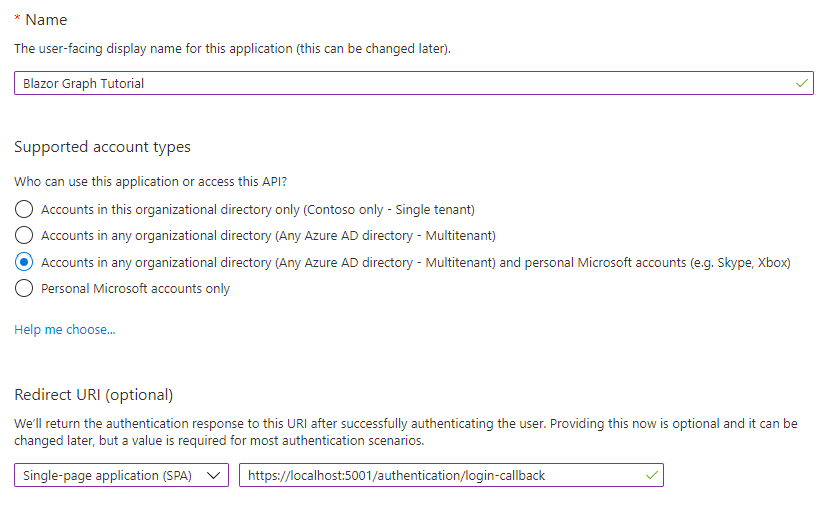 * Name
The user-facing display name for this application (this can be changed later).
Blazor Graph Tutorial
Supported account types
Who can use this application or access this API?
Accounts in this organizational directory only (Contoso only - Single tenant)
Accounts in any organizational directory (Any Azure AD directory - Multitenant)
Accounts in any organizational directory (Any Azure AD directory - Multitenant) and personal Microsoft accounts (e.g. Skype, Xbox)
Personal Microsoft accounts only
Help me choose...
Redirect URI (optional)
We'll return the authentication response to this URI after successfully authenticating the user. Providing this now is optional and it can be
changed later, but a value is required for most authentication scenarios.
Single-page application (SPA) https://localhost:5001/authentication/login-callback